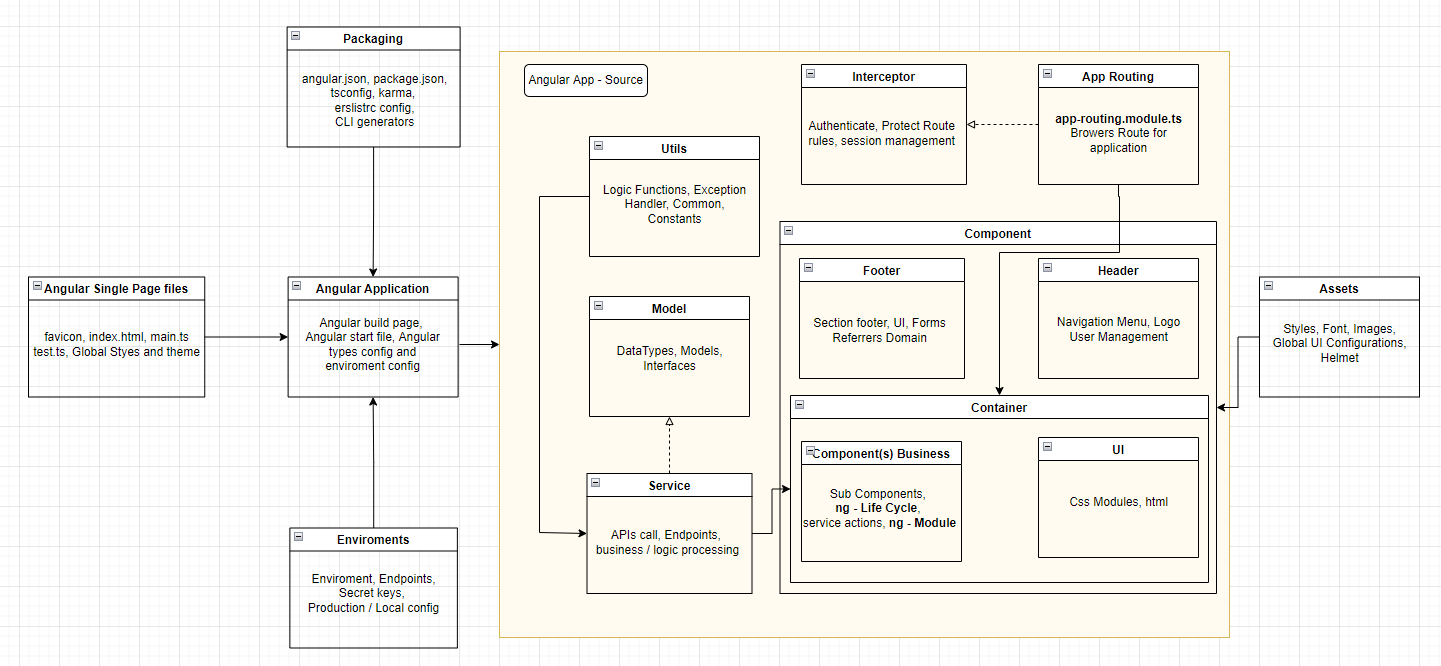 Packaging
angular.json, package.json,
tsconfig, karma,
erslistrc config,
CLI generators
Angular Single Page files
favicon, index.html, main.ts
test.ts, Global Styes and theme
Angular Application
Angular build page,
Angular start file, Angular
types config and
enviroment config
Enviroments
Enviroment, Endpoints,
Secret keys,
Production / Local config
Angular App - Source
Utils
Logic Functions, Exception
Handler, Common,
Constants
Model
DataTypes, Models,
Interfaces
Service
APIs call, Endpoints,
business / logic processing
Interceptor
Authenticate, Protect Route
rules, session management
App Routing
app-routing.module.ts
Browers Route for
application
Component
Footer
Section footer, UI, Forms
Referrers Domain
Header
Navigation Menu, Logo
User Management
Container
Component(s) Business
Sub Components,
ng - Life Cycle,
service actions, ng - Module
UI
Css Modules, html
Assets
Styles, Font, Images,
Global UI Configurations,
Helmet